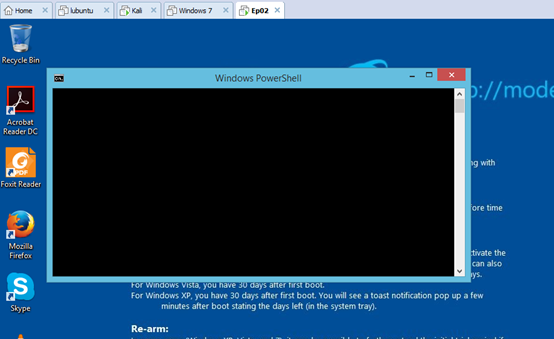 Home
lubuntu
Kali
Windows 7
Ep02
Recycle Bin
Windows PowerShell
p://mode
Acrobat
Reader DC
ng with
Foxit Reader
ore time
Mozilla
Firefox
ctivate the
can also
ys.
For Windows Vista, you have 30 days after first boot.
For Windows XP, you have 30 days after first boot. You will see a toast notification pop up a few
minutes after boot stating the days left (in the system tray).
Skype
Re-arm: